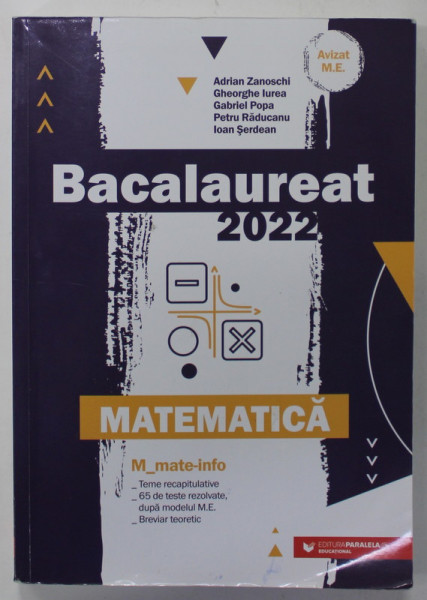 Adrian Zanoschi
Gheorghe Iurea
Gabriel Popa
Petru Răducanu
Ioan Șerdean
Avizat
M.E.
Bacalaureat
2022
MATEMATICĂ
M_mate-info
_ Teme recapitulative
_ 65 de teste rezolvate,
după modelul M.E.
_ Breviar teoretic
EDITURA PARALELA
EDUCATIONAL